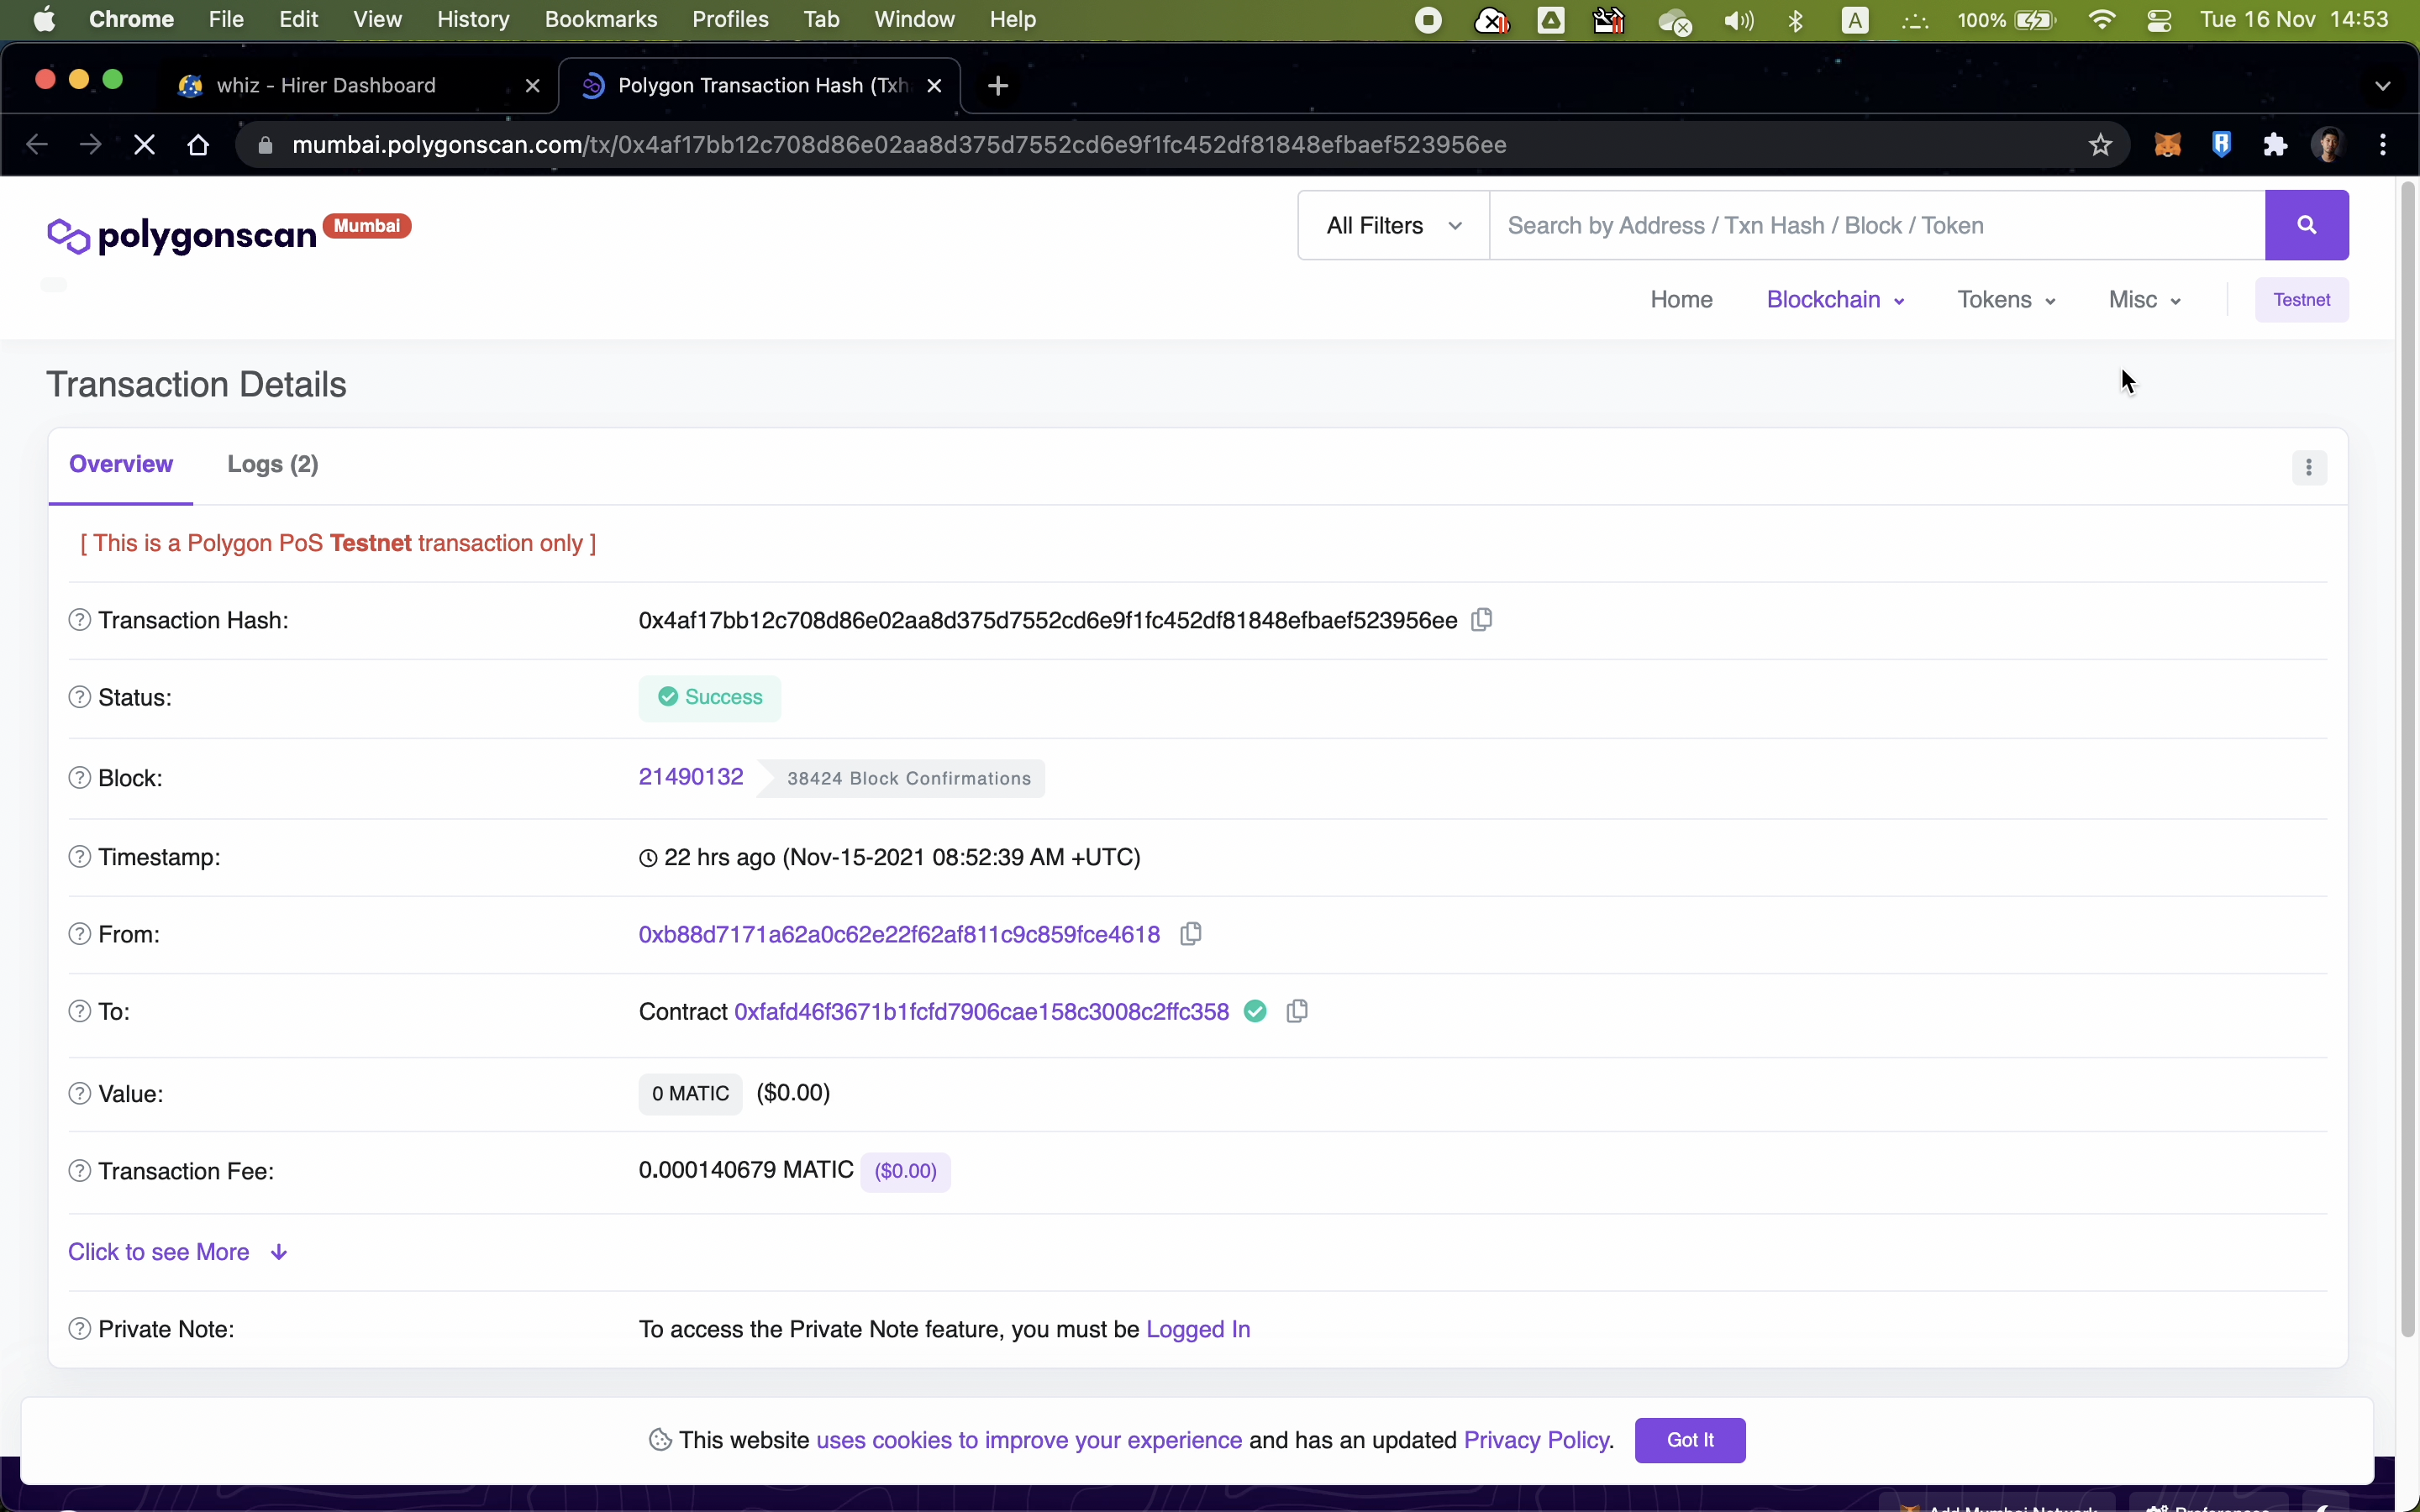 Chrome File Edit View History Bookmarks Profiles Tab Window Help A 100% Tue 16 Nov 14:53
whiz - Hirer Dashboard Polygon Transaction Hash (Txh
mumbai.polygonscan.com/tx/0x4af17bb12c708d86e02aa8d375d7552cd6e9f1fc452df81848efbaef523956ee
polygonscan Mumbai All Filters Search by Address / Txn Hash / Block / Token
Home Blockchain Tokens Misc Testnet
Transaction Details
Overview Logs (2)
[ This is a Polygon PoS Testnet transaction only ]
Transaction Hash: 0x4af17bb12c708d86e02aa8d375d7552cd6e9f1fc452df81848efbaef523956ee
Status: Success
Block: 21490132 38424 Block Confirmations
Timestamp: 22 hrs ago (Nov-15-2021 08:52:39 AM +UTC)
From: 0xb88d7171a62a0c62e22f62af811c9c859fce4618
To: Contract 0xfafd46f3671b1fcfd7906cae158c3008c2ffc358
Value: 0 MATIC ($0.00)
Transaction Fee: 0.000140679 MATIC ($0.00)
Click to see More
Private Note: To access the Private Note feature, you must be Logged In
This website uses cookies to improve your experience and has an updated Privacy Policy. Got It